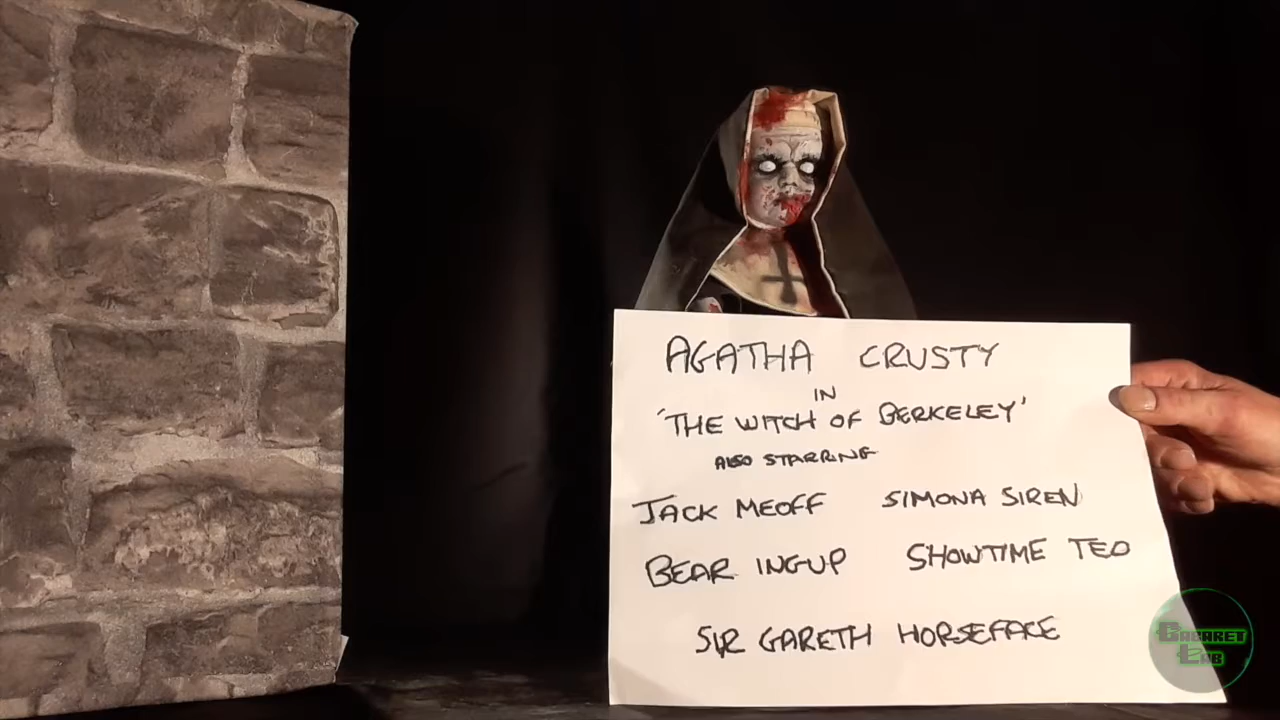 AGATHA CRUSTY
IN
'THE WITCH OF BERKELEY'
ALSO STARRING
JACK MEOFF SIMONA SIREN
BEAR INGUP SHOWTIME TED
SIR GARETH HORSEFACE
CABARET
LAB